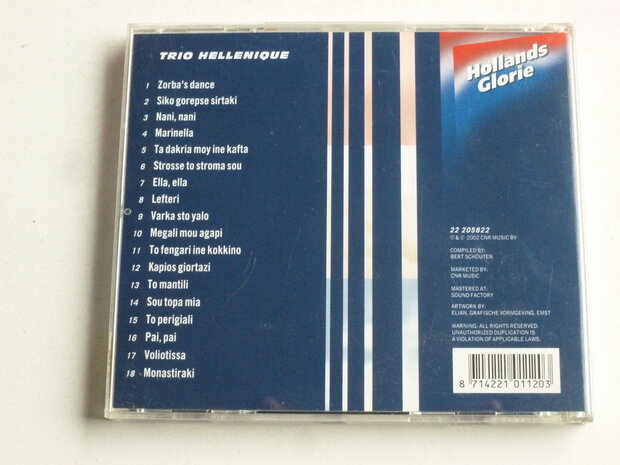 TRIO HELLENIQUE
1 Zorba's dance
2 Siko gorepse sirtaki
3 Nani, nani
4 Marinella
5 Ta dakria moy ine kafta
6 Strosse to stroma sou
7 Ella, ella
8 Lefteri
9 Varka sto yalo
10 Megali mou agapi
11 To fengari ine kokkino
12 Kapios giortazi
13 To mantili
14 Sou topa mia
15 To perigiali
16 Pai, pai
17 Voliotissa
18 Monastiraki
Hollands
Glorie
22 205822
℗ & © 2002 CNR MUSIC BV
COMPILED BY:
BERT SCHOUTEN
MARKETED BY:
CNR MUSIC
MASTERED AT:
SOUND FACTORY
ARTWORK BY:
ELIAN, GRAFISCHE VORMGEVING, EMST
WARNING: ALL RIGHTS RESERVED.
UNAUTHORIZED DUPLICATION IS
A VIOLATION OF APPLICABLE LAWS.
8 714221 011203